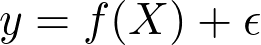 y = f(X) + ϵ